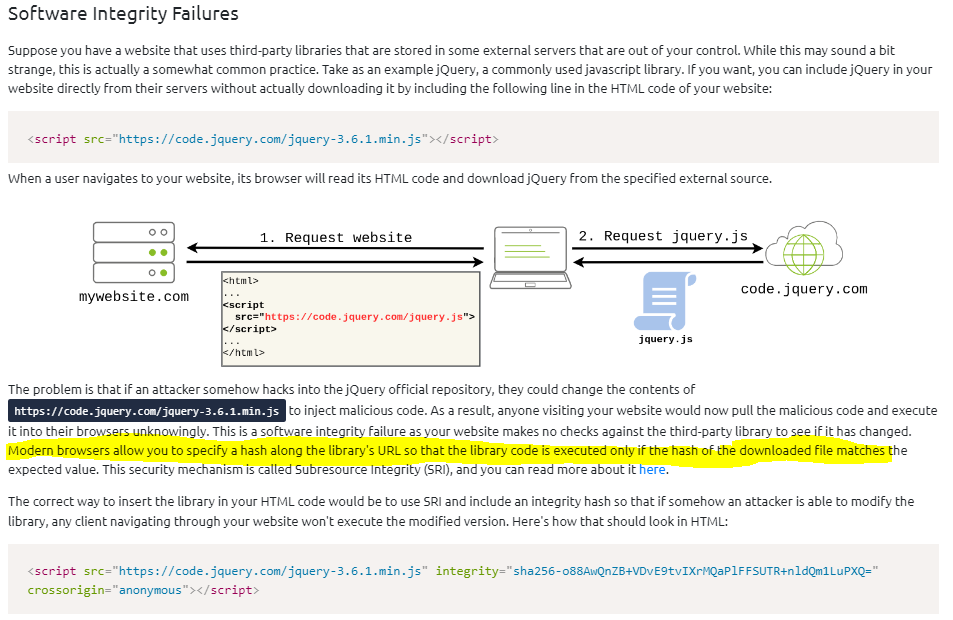 Software Integrity Failures
Suppose you have a website that uses third-party libraries that are stored in some external servers that are out of your control. While this may sound a bit
strange, this is actually a somewhat common practice. Take as an example jQuery, a commonly used javascript library. If you want, you can include jQuery in your
website directly from their servers without actually downloading it by including the following line in the HTML code of your website:
<script src="https://code.jquery.com/jquery-3.6.1.min.js"></script>
When a user navigates to your website, its browser will read its HTML code and download jQuery from the specified external source.
1. Request website
2. Request jquery.js
mywebsite.com
<html>
...
<script
src="https://code.jquery.com/jquery.js">
</script>
...
</html>
code.jquery.com
jquery.js
The problem is that if an attacker somehow hacks into the jQuery official repository, they could change the contents of
https://code.jquery.com/jquery-3.6.1.min.js to inject malicious code. As a result, anyone visiting your website would now pull the malicious code and execute
it into their browsers unknowingly. This is a software integrity failure as your website makes no checks against the third-party library to see if it has changed.
Modern browsers allow you to specify a hash along the library's URL so that the library code is executed only if the hash of the downloaded file matches the
expected value. This security mechanism is called Subresource Integrity (SRI), and you can read more about it here.
The correct way to insert the library in your HTML code would be to use SRI and include an integrity hash so that if somehow an attacker is able to modify the
library, any client navigating through your website won't execute the modified version. Here's how that should look in HTML:
<script src="https://code.jquery.com/jquery-3.6.1.min.js" integrity="sha256-o88AwQnZB+VDvE9tvIXrMQaPlFFSUTR+nldQm1LuPXQ="
crossorigin="anonymous"></script>